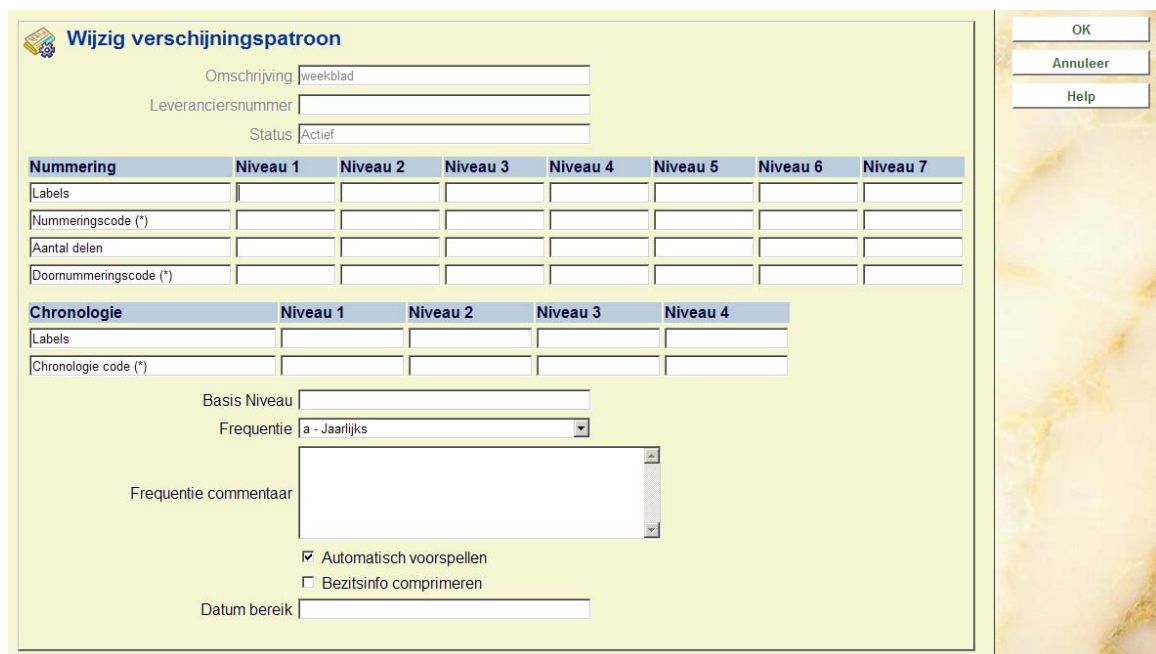 Wijzig verschijningspatroon
Omschrijving weekblad
Leveranciersnummer
Status Actief
Nummering Niveau 1 Niveau 2 Niveau 3 Niveau 4 Niveau 5 Niveau 6 Niveau 7
Labels
Nummeringscode (*)
Aantal delen
Doornummeringscode (*)
Chronologie Niveau 1 Niveau 2 Niveau 3 Niveau 4
Labels
Chronologie code (*)
Basis Niveau
Frequentie a - Jaarlijks
Frequentie commentaar
Automatisch voorspellen
Bezitsinfo comprimeren
Datum bereik
OK
Annuleer
Help